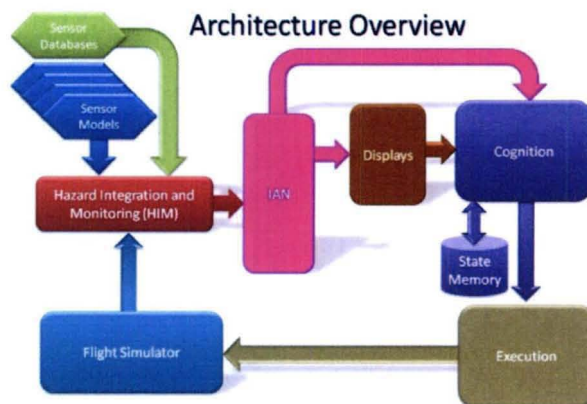 Architecture Overview
Sensor
Databases
Sensor
Models
Hazard Integration and
Monitoring (HIM)
IAN
Displays
Cognition
State
Memory
Flight Simulator
Execution